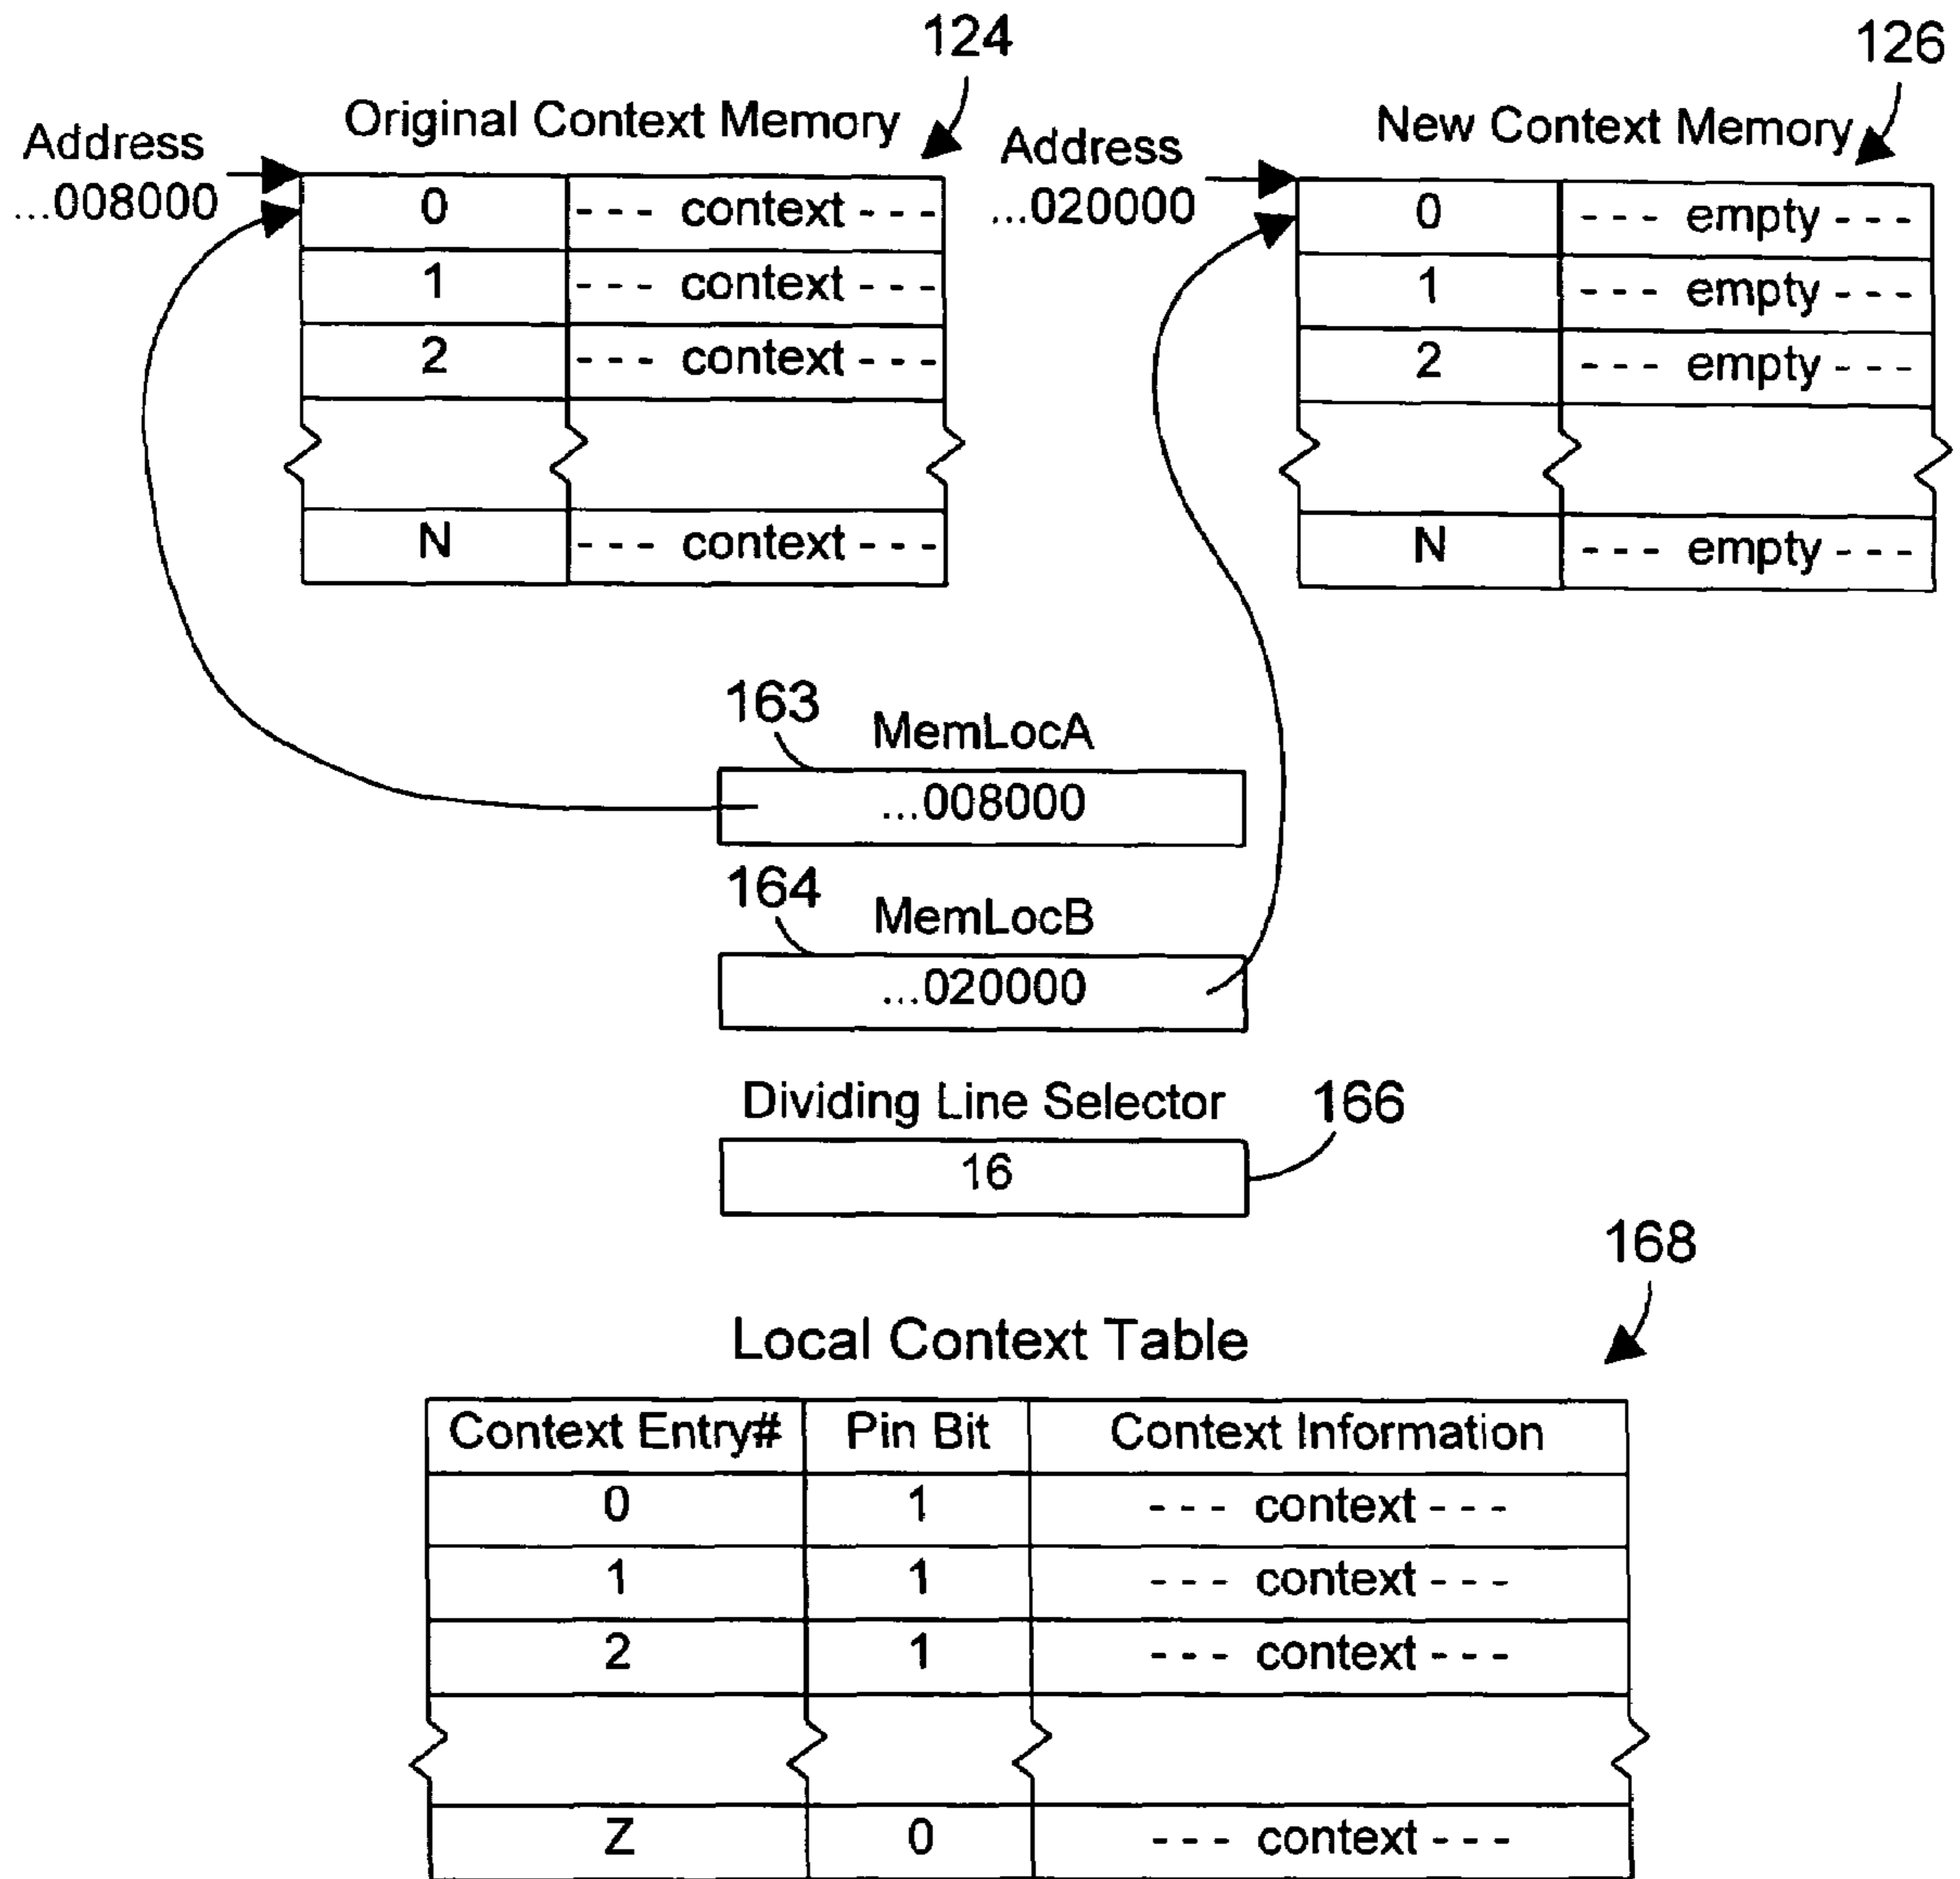 124
126
Original Context Memory
New Context Memory
Address
...008000
Address
...020000
0 --- context ---
1 --- context ---
2 --- context ---
N --- context ---
0 --- empty ---
1 --- empty ---
2 --- empty ---
N --- empty ---
163
MemLocA
...008000
164
MemLocB
...020000
Dividing Line Selector
166
16
168
Local Context Table
Context Entry# Pin Bit Context Information
0 1 --- context ---
1 1 --- context ---
2 1 --- context ---
Z 0 --- context ---